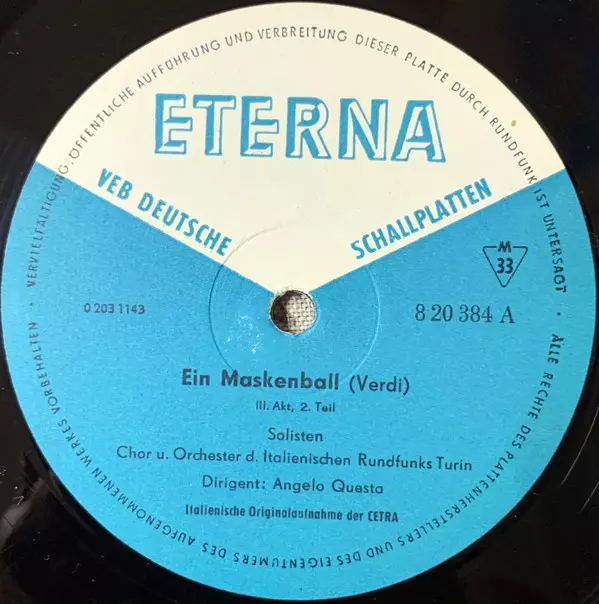 ETERNA
VEB DEUTSCHE SCHALLPLATTEN
M
33
0 203 1143
8 20 384 A
Ein Maskenball (Verdi)
III. Akt, 2. Teil
Solisten
Chor u. Orchester d. Italienischen Rundfunks Turin
Dirigent: Angelo Questa
Italienische Originalaufnahme der CETRA
ALLE RECHTE DES PLATTENHERSTELLERS UND DES EIGENTUMERS DES AUFGENOMMENEN WERKES VORBEHALTEN · VERVIELFÄLTIGUNG, ÖFFENTLICHE AUFFÜHRUNG UND VERBREITUNG DIESER PLATTE DURCH RUNDFUNK IST UNTERSAGT ·